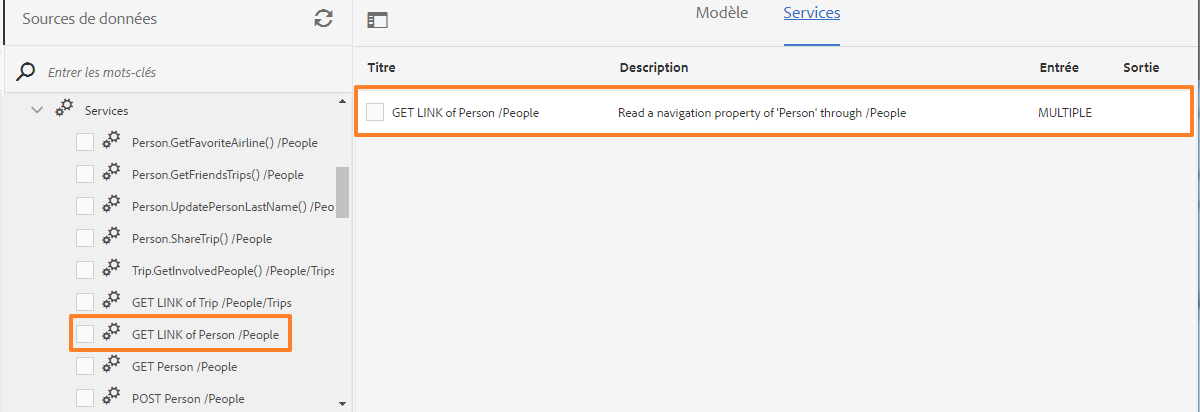 Sources de données
Entrer les mots-clés
Services
Person.GetFavoriteAirline() /People
Person.GetFriendsTrips() /People
Person.UpdatePersonLastName() /Peo
Person.ShareTrip() /People
Trip.GetInvolvedPeople() /People/Trips
GET LINK of Trip /People/Trips
GET LINK of Person /People
GET Person /People
POST Person /People
Modèle Services
Titre Description Entrée Sortie
GET LINK of Person /People Read a navigation property of 'Person' through /People MULTIPLE